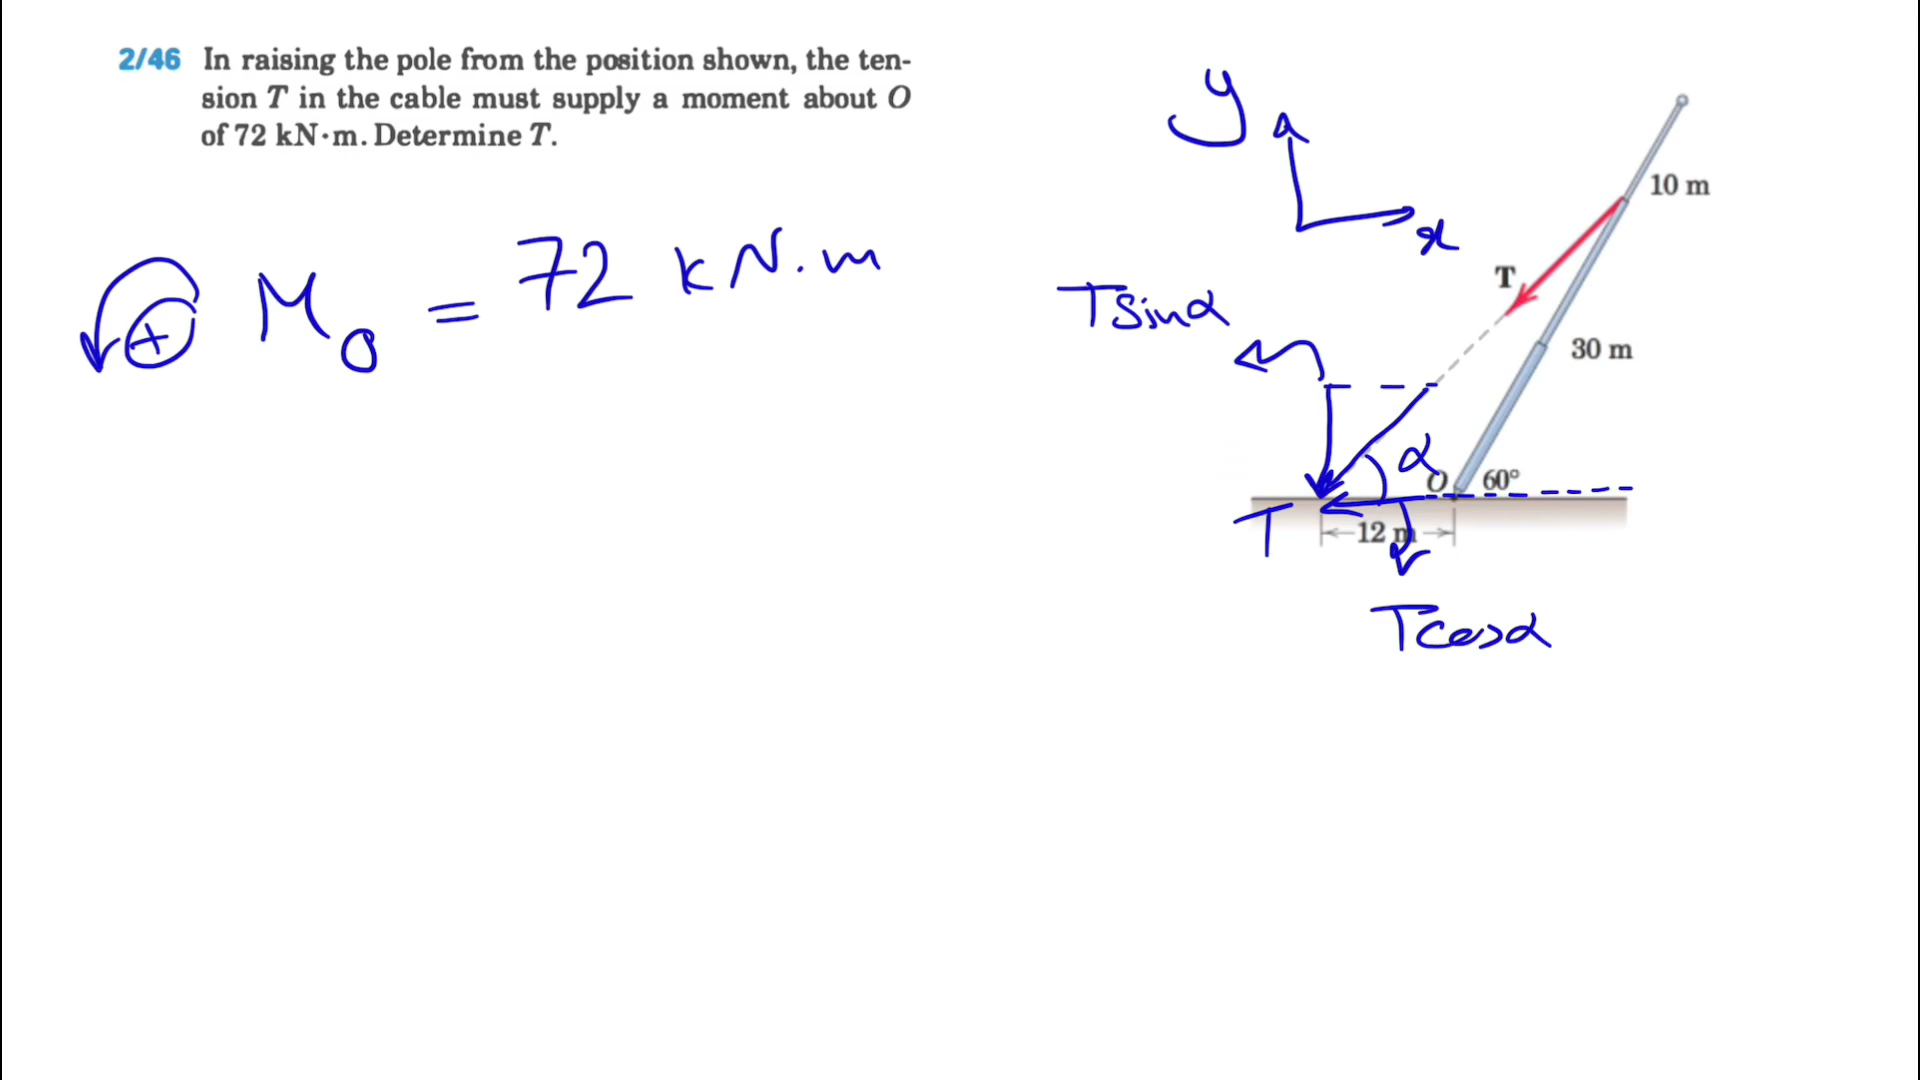 2/46 In raising the pole from the position shown, the ten-
sion T in the cable must supply a moment about O
of 72 kN·m. Determine T.
+ M_O = 72 kN.m
y
x
10 m
T
30 m
Tsinα
α
O 60°
T
12 m
Tcosα